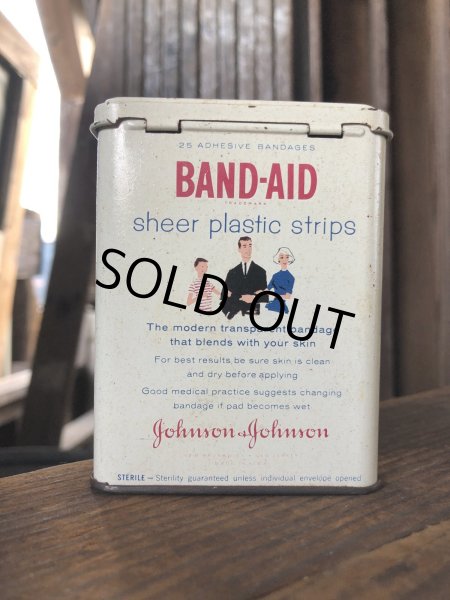 25 ADHESIVE BANDAGES
BAND-AID
TRADEMARK
sheer plastic strips
SOLD OUT
The modern transparent bandage
that blends with your skin
For best results be sure skin is clean
and dry before applying
Good medical practice suggests changing
bandage if pad becomes wet
Johnson & Johnson
STERILE — Sterility guaranteed unless individual envelope opened